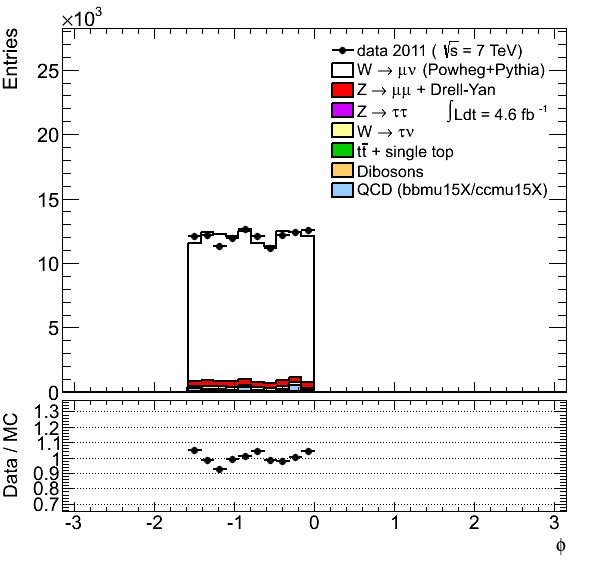 ×10³
Entries
25
20
15
10
5
0
data 2011 ( √s = 7 TeV)
W → μν (Powheg+Pythia)
Z → μμ + Drell-Yan
Z → ττ
∫Ldt = 4.6 fb⁻¹
W → τν
tt̄ + single top
Dibosons
QCD (bbmu15X/ccmu15X)
Data / MC
1.3
1.2
1.1
1
0.9
0.8
0.7
-3 -2 -1 0 1 2 3
ϕ